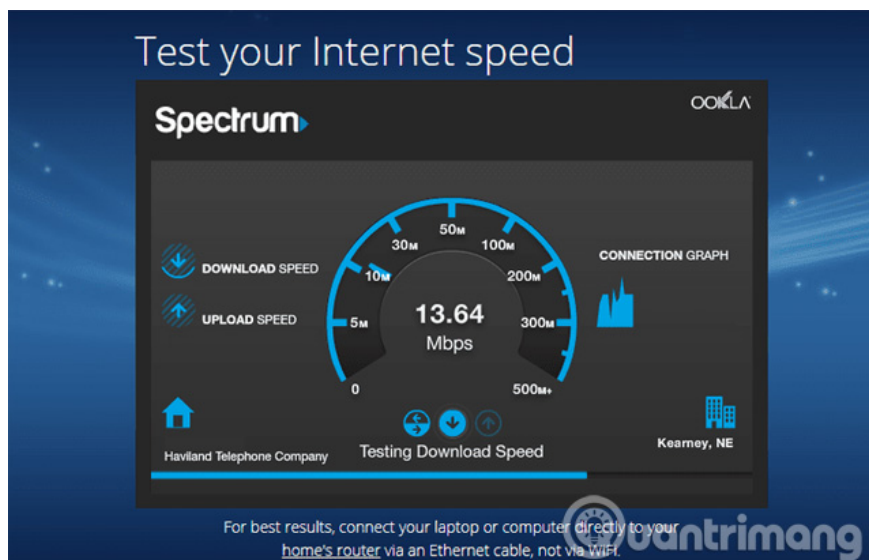 Test your Internet speed
Spectrum
OOKLA
50M
30M
100M
DOWNLOAD SPEED
CONNECTION GRAPH
10M
200M
UPLOAD SPEED
5M
13.64
300M
Mbps
0
500M+
Haviland Telephone Company
Testing Download Speed
Kearney, NE
For best results, connect your laptop or computer directly to your
home's router via an Ethernet cable, not via WiFi.
Quantrimang